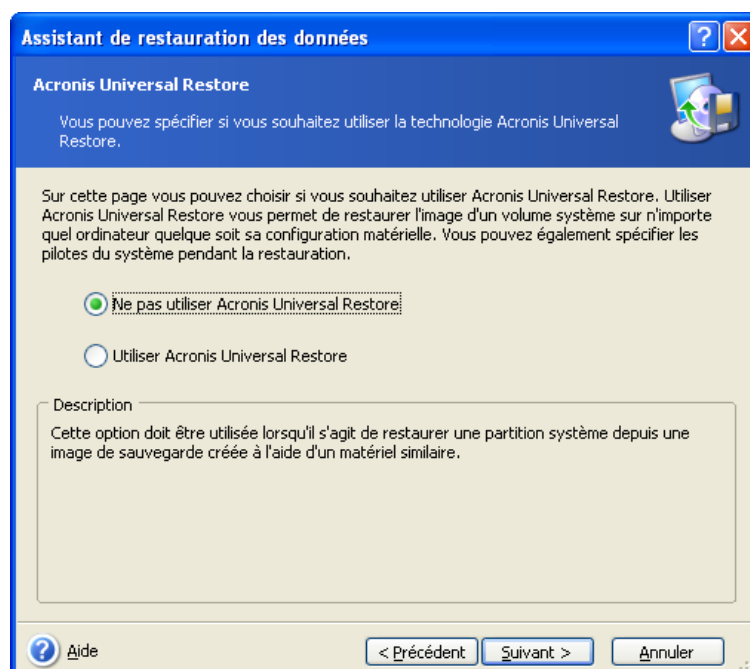 Assistant de restauration des données
Acronis Universal Restore
Vous pouvez spécifier si vous souhaitez utiliser la technologie Acronis Universal
Restore.
Sur cette page vous pouvez choisir si vous souhaitez utiliser Acronis Universal Restore. Utiliser
Acronis Universal Restore vous permet de restaurer l'image d'un volume système sur n'importe
quel ordinateur quelque soit sa configuration matérielle. Vous pouvez également spécifier les
pilotes du système pendant la restauration.
Ne pas utiliser Acronis Universal Restore
Utiliser Acronis Universal Restore
Description
Cette option doit être utilisée lorsqu'il s'agit de restaurer une partition système depuis une
image de sauvegarde créée à l'aide d'un matériel similaire.
Aide
< Précédent
Suivant >
Annuler